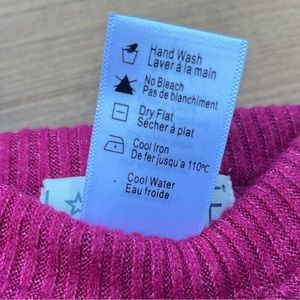 Hand Wash
Laver à la main
No Bleach
Pas de blanchiment
Dry Flat
Sécher à plat
Cool Iron
De fer jusqu'a 110°C
Cool Water
Eau froide